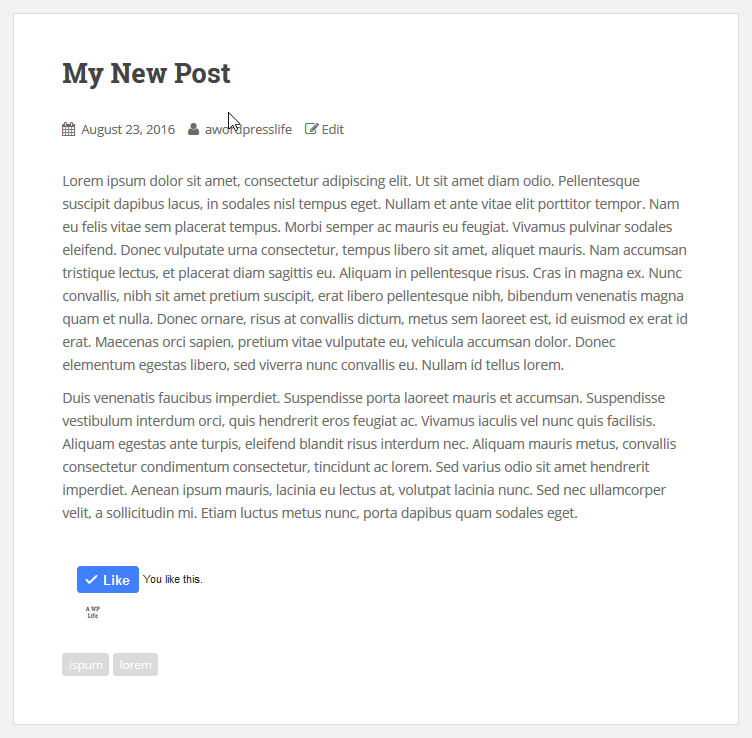 My New Post
August 23, 2016 awordpresslife Edit
Lorem ipsum dolor sit amet, consectetur adipiscing elit. Ut sit amet diam odio. Pellentesque
suscipit dapibus lacus, in sodales nisl tempus eget. Nullam et ante vitae elit porttitor tempor. Nam
eu felis vitae sem placerat tempus. Morbi semper ac mauris eu feugiat. Vivamus pulvinar sodales
eleifend. Donec vulputate urna consectetur, tempus libero sit amet, aliquet mauris. Nam accumsan
tristique lectus, et placerat diam sagittis eu. Aliquam in pellentesque risus. Cras in magna ex. Nunc
convallis, nibh sit amet pretium suscipit, erat libero pellentesque nibh, bibendum venenatis magna
quam et nulla. Donec ornare, risus at convallis dictum, metus sem laoreet est, id euismod ex erat id
erat. Maecenas orci sapien, pretium vitae vulputate eu, vehicula accumsan dolor. Donec
elementum egestas libero, sed viverra nunc convallis eu. Nullam id tellus lorem.
Duis venenatis faucibus imperdiet. Suspendisse porta laoreet mauris et accumsan. Suspendisse
vestibulum interdum orci, quis hendrerit eros feugiat ac. Vivamus iaculis vel nunc quis facilisis.
Aliquam egestas ante turpis, eleifend blandit risus interdum nec. Aliquam mauris metus, convallis
consectetur condimentum consectetur, tincidunt ac lorem. Sed varius odio sit amet hendrerit
imperdiet. Aenean ipsum mauris, lacinia eu lectus at, volutpat lacinia nunc. Sed nec ullamcorper
velit, a sollicitudin mi. Etiam luctus metus nunc, porta dapibus quam sodales eget.
Like You like this.
A WP
Life
ispum lorem